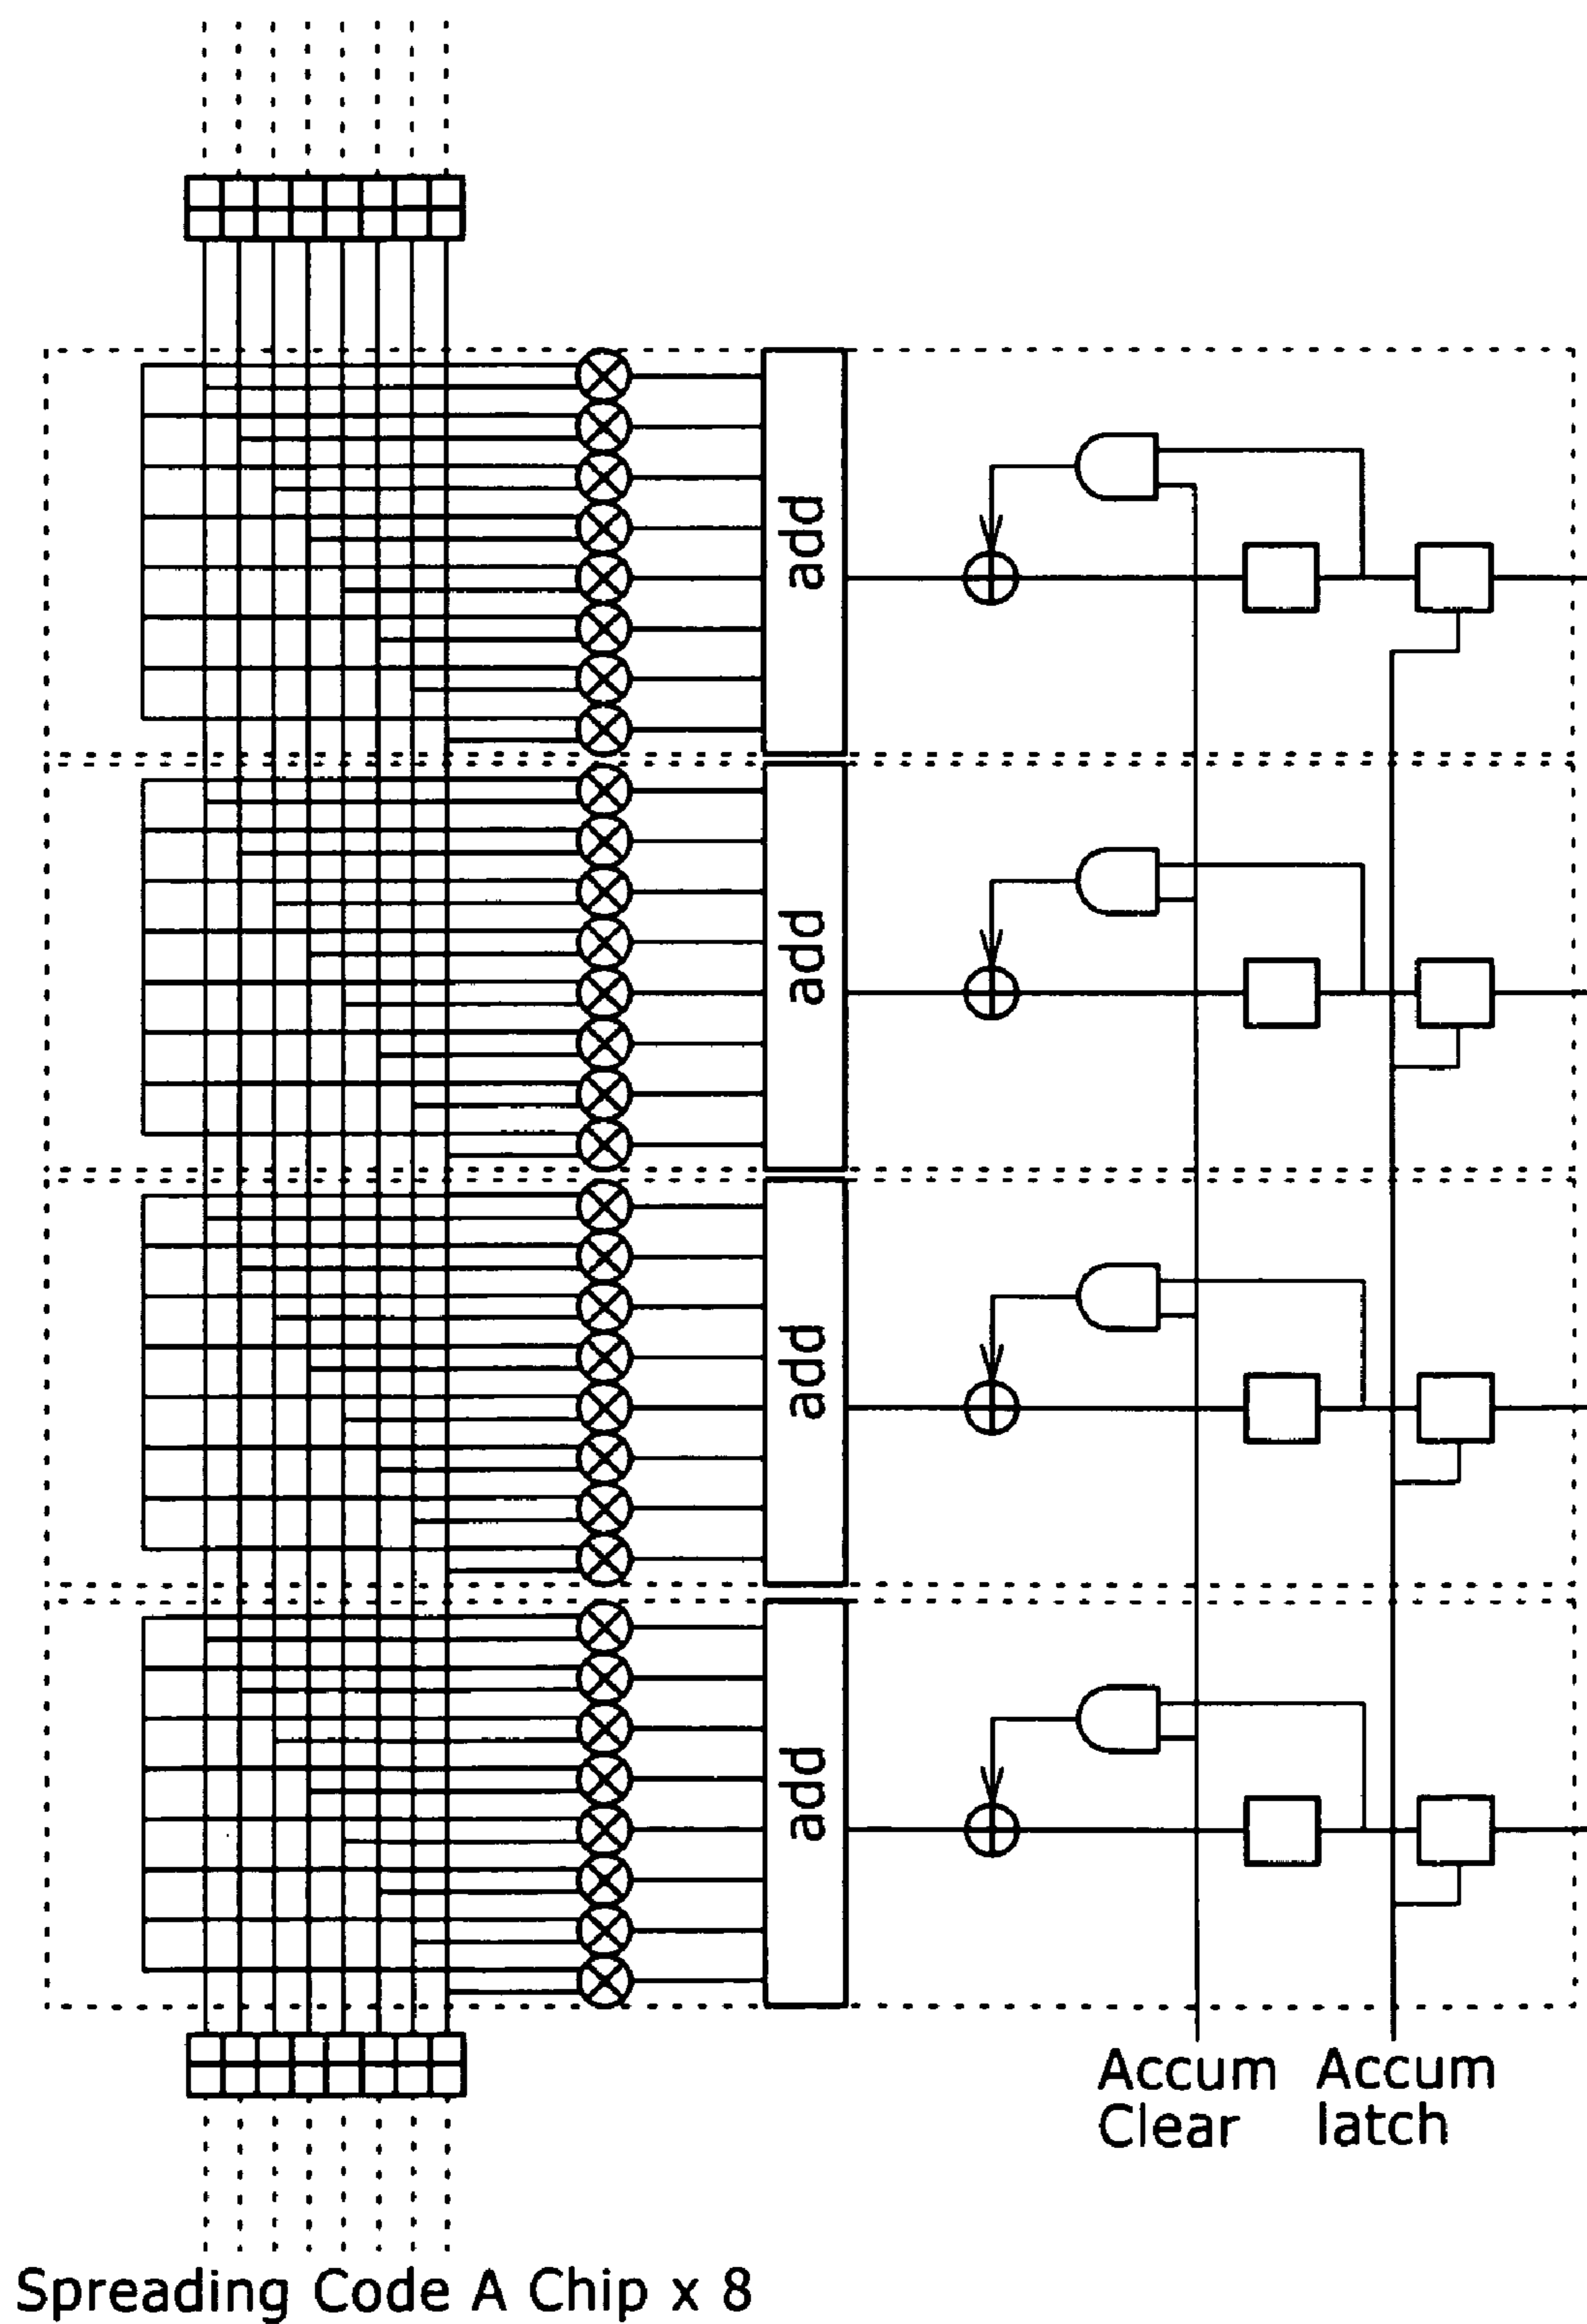 add
add
add
add
Accum Clear
Accum latch
Spreading Code A Chip x 8